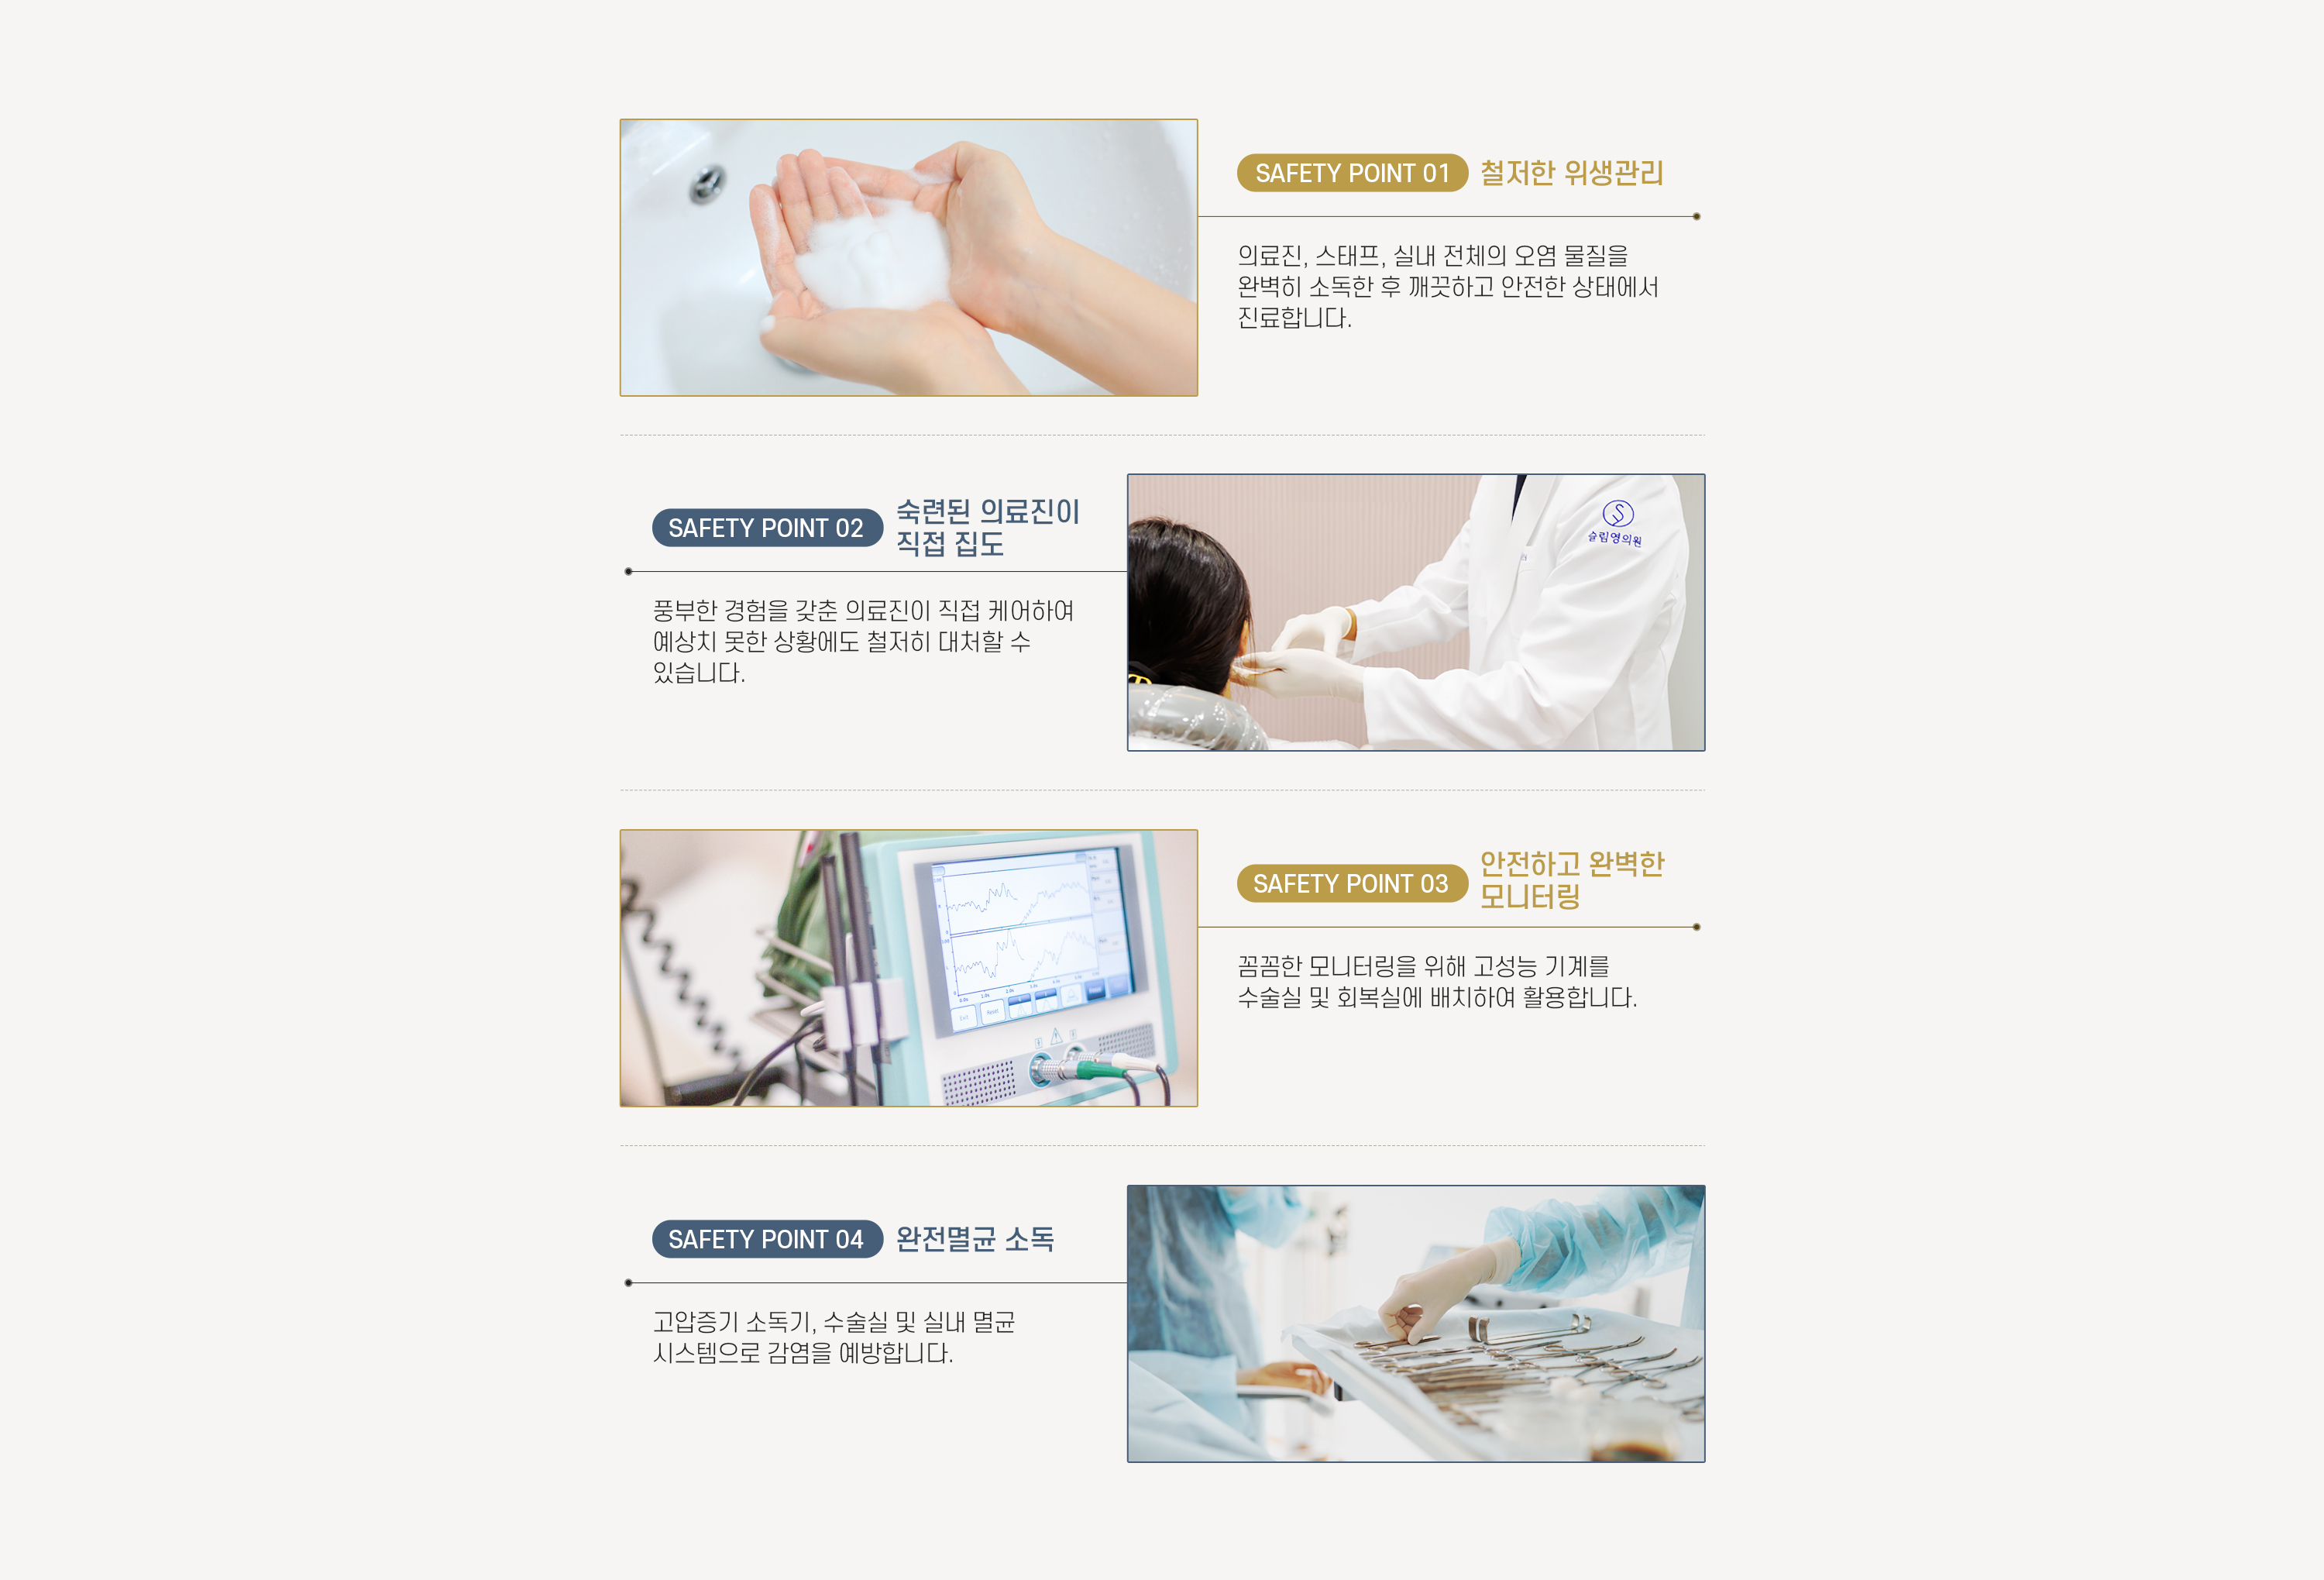 SAFETY POINT 01 철저한 위생관리
의료진, 스태프, 실내 전체의 오염 물질을
완벽히 소독한 후 깨끗하고 안전한 상태에서
진료합니다.
SAFETY POINT 02
숙련된 의료진이
직접 집도
풍부한 경험을 갖춘 의료진이 직접 케어하여
예상치 못한 상황에도 철저히 대처할 수
있습니다.
슬림영의원
SAFETY POINT 03
안전하고 완벽한
모니터링
꼼꼼한 모니터링을 위해 고성능 기계를
수술실 및 회복실에 배치하여 활용합니다.
Exit Reset
SAFETY POINT 04 완전멸균 소독
고압증기 소독기, 수술실 및 실내 멸균
시스템으로 감염을 예방합니다.